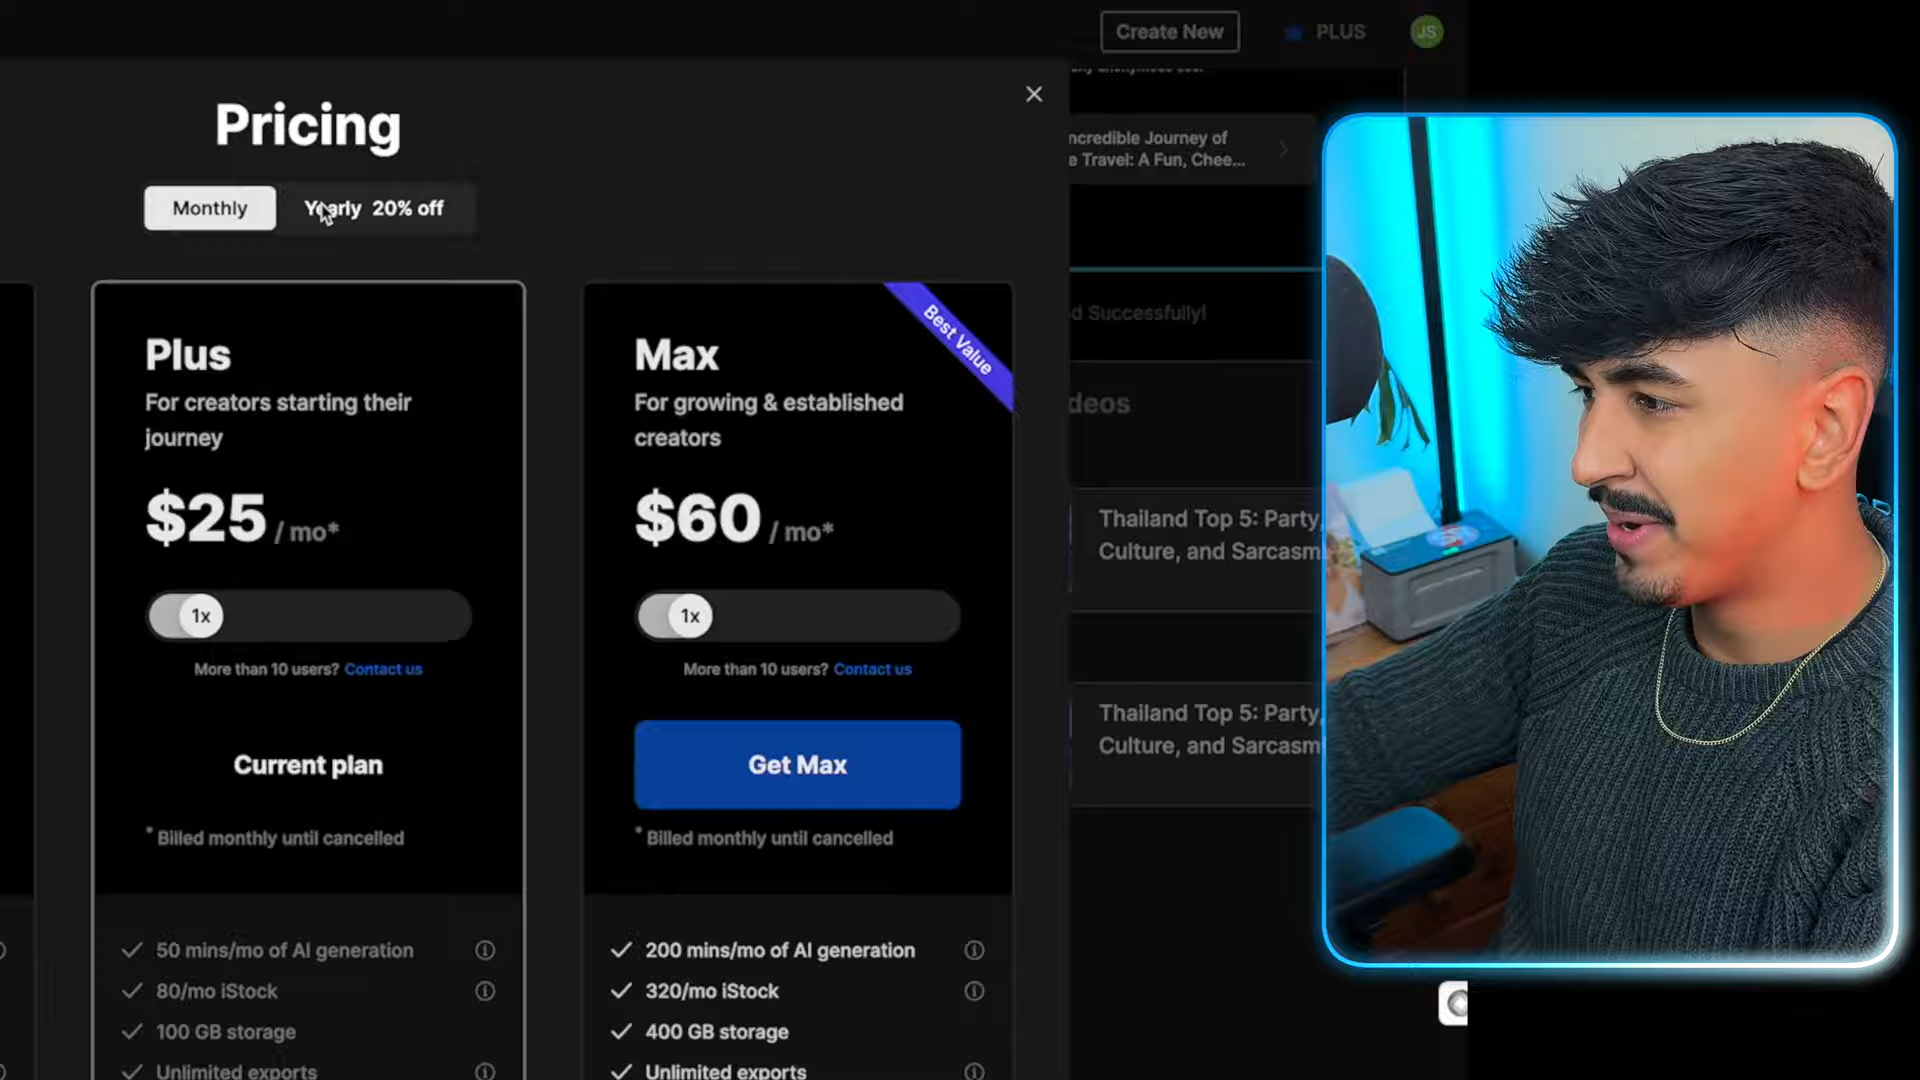 Create New
PLUS
JS
Pricing
ncredible Journey of
e Travel: A Fun, Chee...
Monthly
Yearly 20% off
Best Value
d Successfully!
Plus
For creators starting their
journey
$25 / mo*
1x
More than 10 users? Contact us
Current plan
* Billed monthly until cancelled
50 mins/mo of AI generation
80/mo iStock
100 GB storage
Unlimited exports
Max
For growing & established
creators
$60 / mo*
1x
More than 10 users? Contact us
Get Max
* Billed monthly until cancelled
200 mins/mo of AI generation
320/mo iStock
400 GB storage
Unlimited exports
deos
Thailand Top 5: Party,
Culture, and Sarcasm
Thailand Top 5: Party,
Culture, and Sarcasm